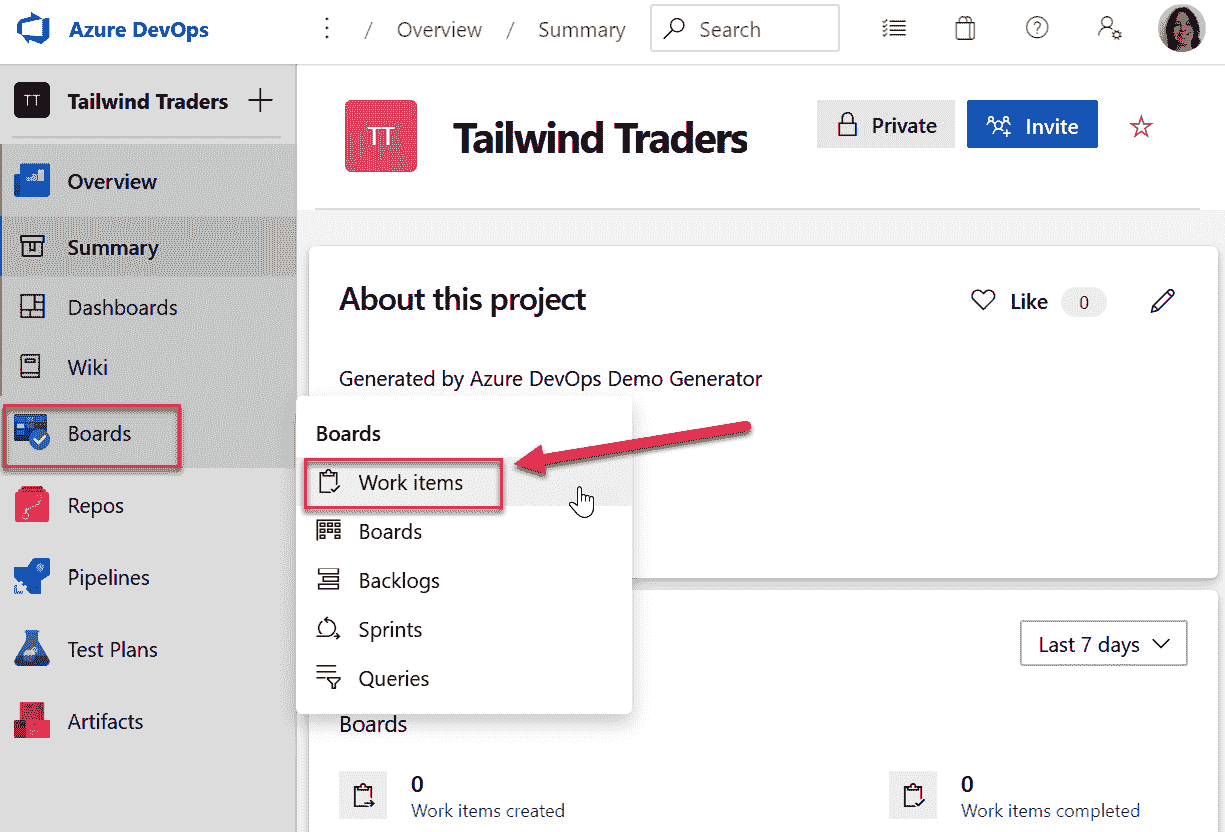 Azure DevOps
/ Overview / Summary
Search
TT Tailwind Traders
Overview
Summary
Dashboards
Wiki
Boards
Repos
Pipelines
Test Plans
Artifacts
TT
Tailwind Traders
Private
Invite
About this project
Like 0
Generated by Azure DevOps Demo Generator
Boards
Work items
Boards
Backlogs
Sprints
Queries
Last 7 days
Boards
0
Work items created
0
Work items completed